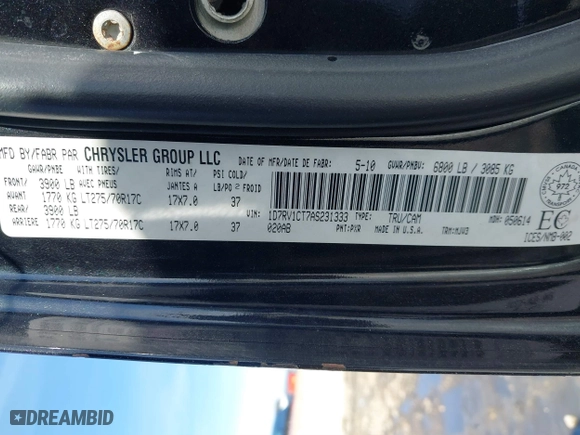 MFD BY/FABR PAR CHRYSLER GROUP LLC
DATE OF MFR/DATE DE FABR: 5-10 GVWR/PNBV: 6800 LB / 3085 KG
GAWR/PNBE WITH TIRES/ RIMS AT/ PSI COLD/
FRONT/ 3900 LB AVEC PNEUS JANTES A LB/PO 2 FROID
AVANT 1770 KG LT275/70R17C 17X7.0 37
REAR/ 3900 LB
ARRIERE 1770 KG LT275/70R17C 17X7.0 37
1D7RV1CT7AS231333 TYPE: TRU/CAM MDH: 050614
020AB PNT: PXR MADE IN U.S.A. TRM: MJV3
972
EC
ICES/NMB-002
DREAMBID